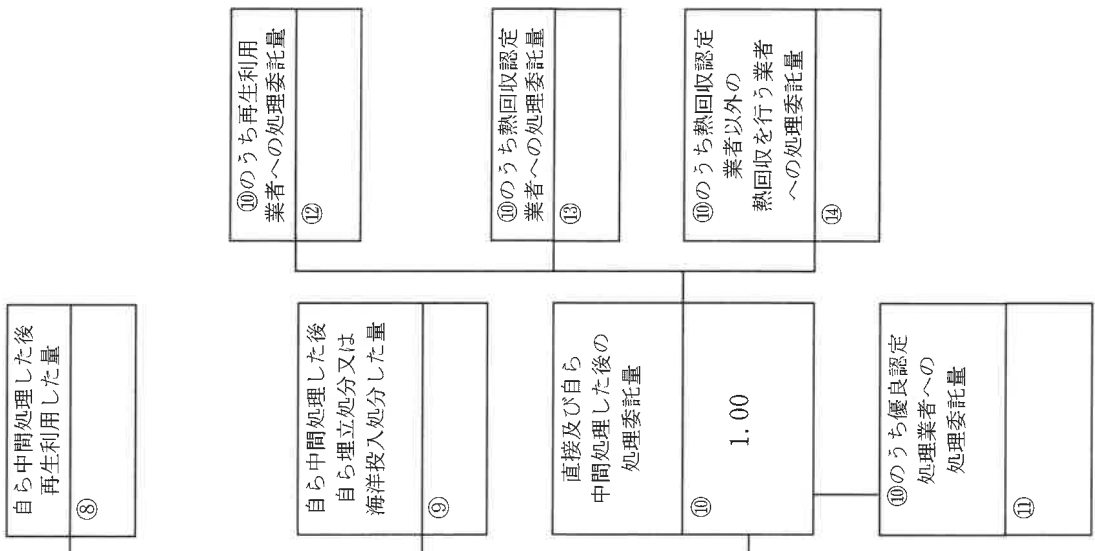 自ら中間処理した後
再生利用した量
⑧
自ら中間処理した後
自ら埋立処分又は
海洋投入処分した量
⑨
直接及び自ら
中間処理した後の
処理委託量
⑩
1.00
⑩のうち優良認定
処理業者への
処理委託量
⑪
⑩のうち再生利用
業者への処理委託量
⑫
⑩のうち熱回収認定
業者への処理委託量
⑬
⑩のうち熱回収認定
業者以外の
熱回収を行う業者
への処理委託量
⑭